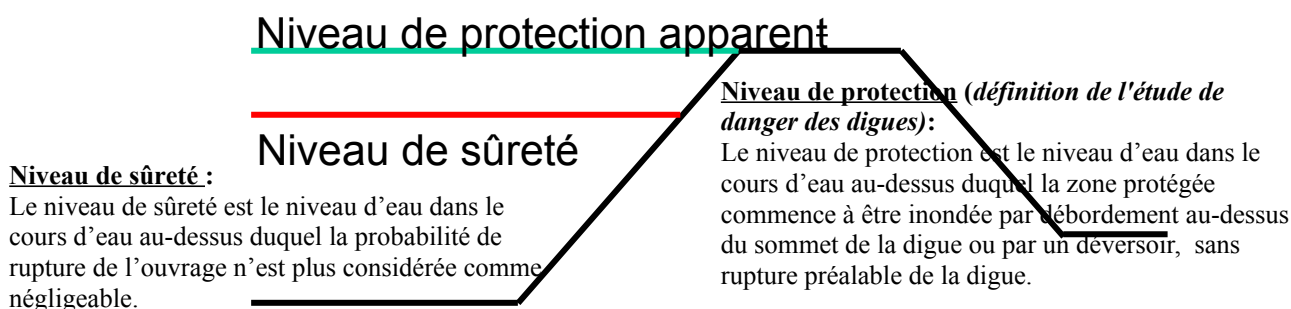 Niveau de protection apparent
Niveau de sûreté
Niveau de sûreté :
Le niveau de sûreté est le niveau d’eau dans le
cours d’eau au-dessus duquel la probabilité de
rupture de l’ouvrage n’est plus considérée comme
négligeable.
Niveau de protection (définition de l'étude de
danger des digues):
Le niveau de protection est le niveau d’eau dans le
cours d’eau au-dessus duquel la zone protégée
commence à être inondée par débordement au-dessus
du sommet de la digue ou par un déversoir, sans
rupture préalable de la digue.